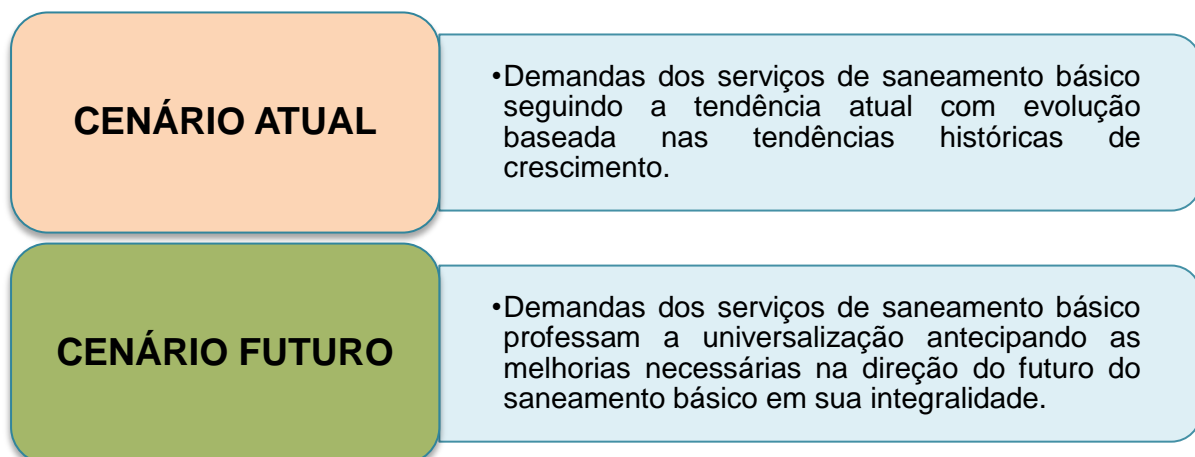 CENÁRIO ATUAL
•Demandas dos serviços de saneamento básico
seguindo a tendência atual com evolução
baseada nas tendências históricas de
crescimento.
CENÁRIO FUTURO
•Demandas dos serviços de saneamento básico
professam a universalização antecipando as
melhorias necessárias na direção do futuro do
saneamento básico em sua integralidade.